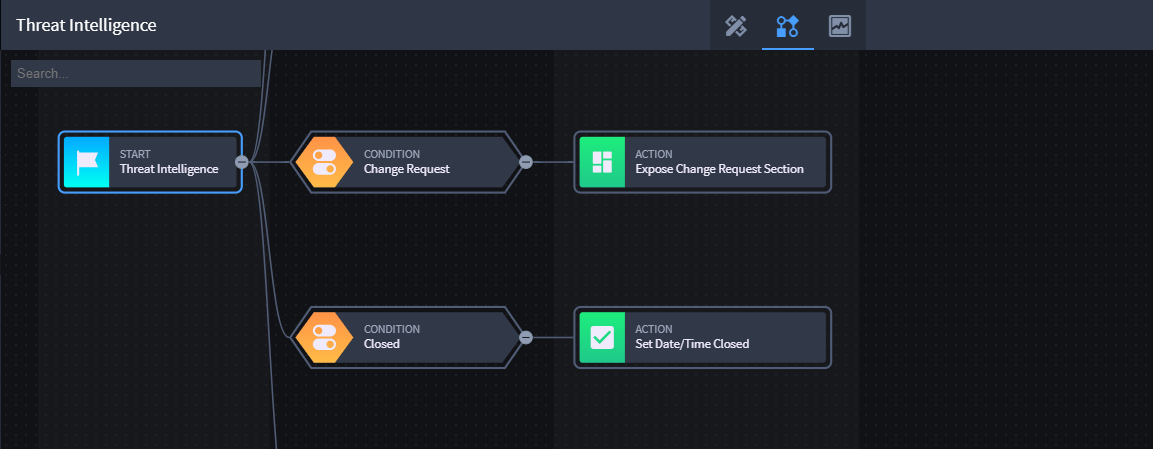 Threat Intelligence
Search...
START
Threat Intelligence
CONDITION
Change Request
ACTION
Expose Change Request Section
CONDITION
Closed
ACTION
Set Date/Time Closed